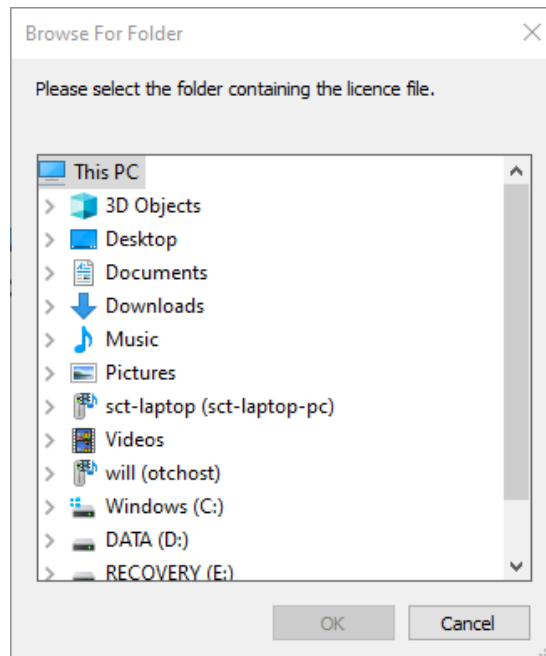 Browse For Folder
Please select the folder containing the licence file.
This PC
3D Objects
Desktop
Documents
Downloads
Music
Pictures
sct-laptop (sct-laptop-pc)
Videos
will (otchost)
Windows (C:)
DATA (D:)
RECOVERY (E:)
OK
Cancel